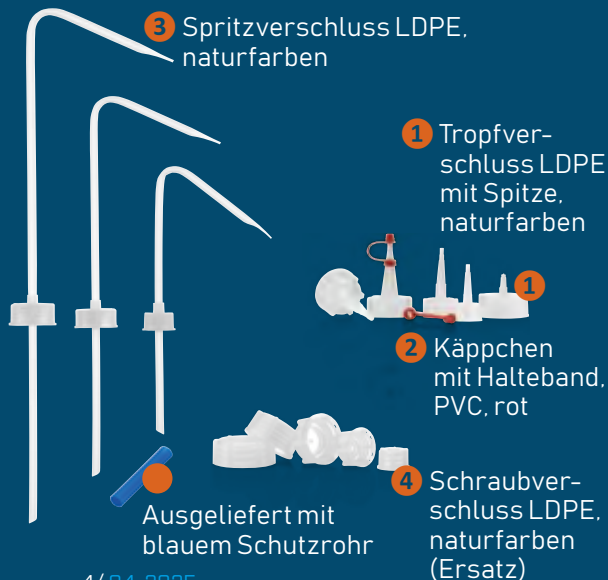 3 Spritzverschluss LDPE,
naturfarben
1 Tropfver-
schluss LDPE
mit Spitze,
naturfarben
1
2 Käppchen
mit Halteband,
PVC, rot
Ausgeliefert mit
blauem Schutzrohr
4 Schraubver-
schluss LDPE,
naturfarben
(Ersatz)